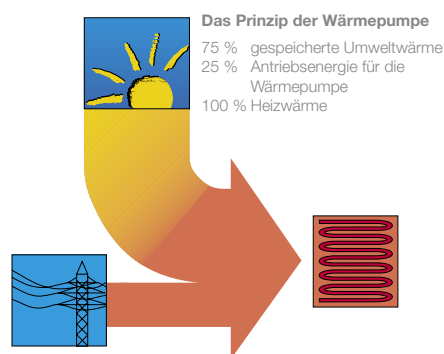 Das Prinzip der Wärmepumpe
75 % gespeicherte Umweltwärme
25 % Antriebsenergie für die
Wärmepumpe
100 % Heizwärme